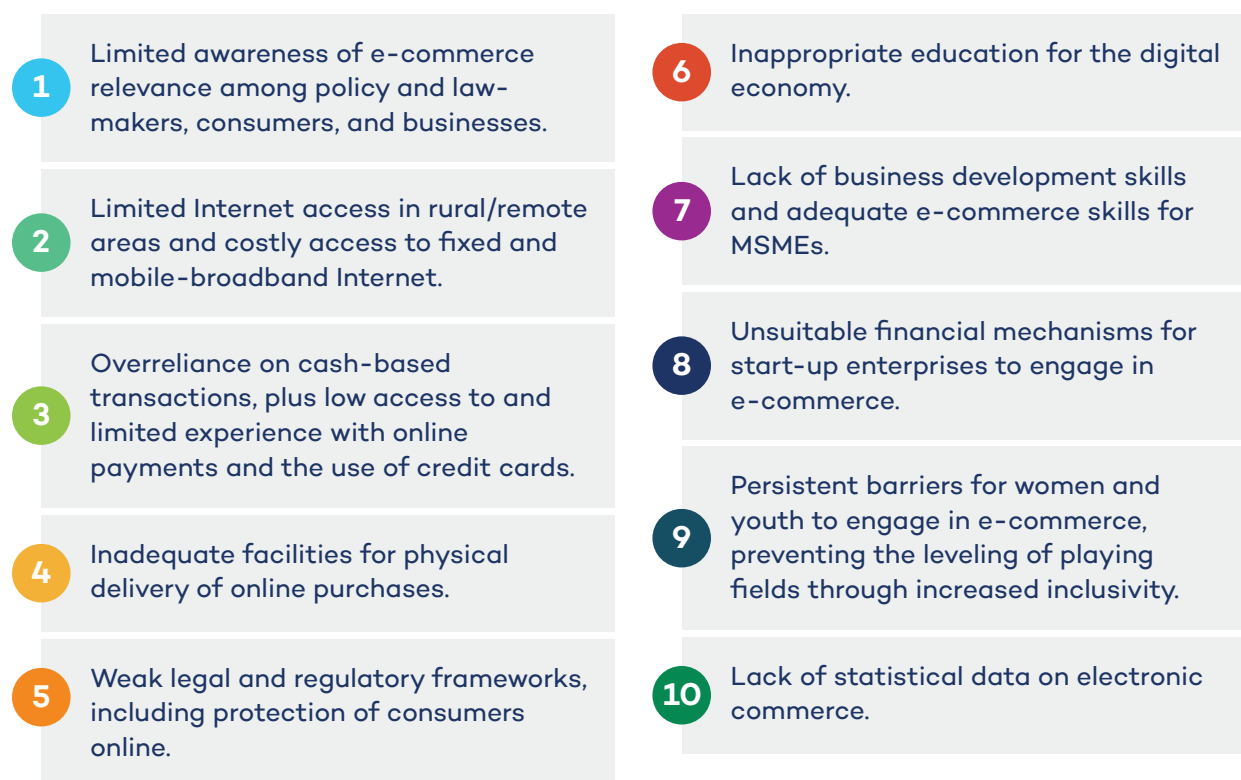 1
Limited awareness of e-commerce
relevance among policy and law-
makers, consumers, and businesses.
2
Limited Internet access in rural/remote
areas and costly access to fixed and
mobile-broadband Internet.
3
Overreliance on cash-based
transactions, plus low access to and
limited experience with online
payments and the use of credit cards.
4
Inadequate facilities for physical
delivery of online purchases.
5
Weak legal and regulatory frameworks,
including protection of consumers
online.
6
Inappropriate education for the digital
economy.
7
Lack of business development skills
and adequate e-commerce skills for
MSMEs.
8
Unsuitable financial mechanisms for
start-up enterprises to engage in
e-commerce.
9
Persistent barriers for women and
youth to engage in e-commerce,
preventing the leveling of playing
fields through increased inclusivity.
10
Lack of statistical data on electronic
commerce.